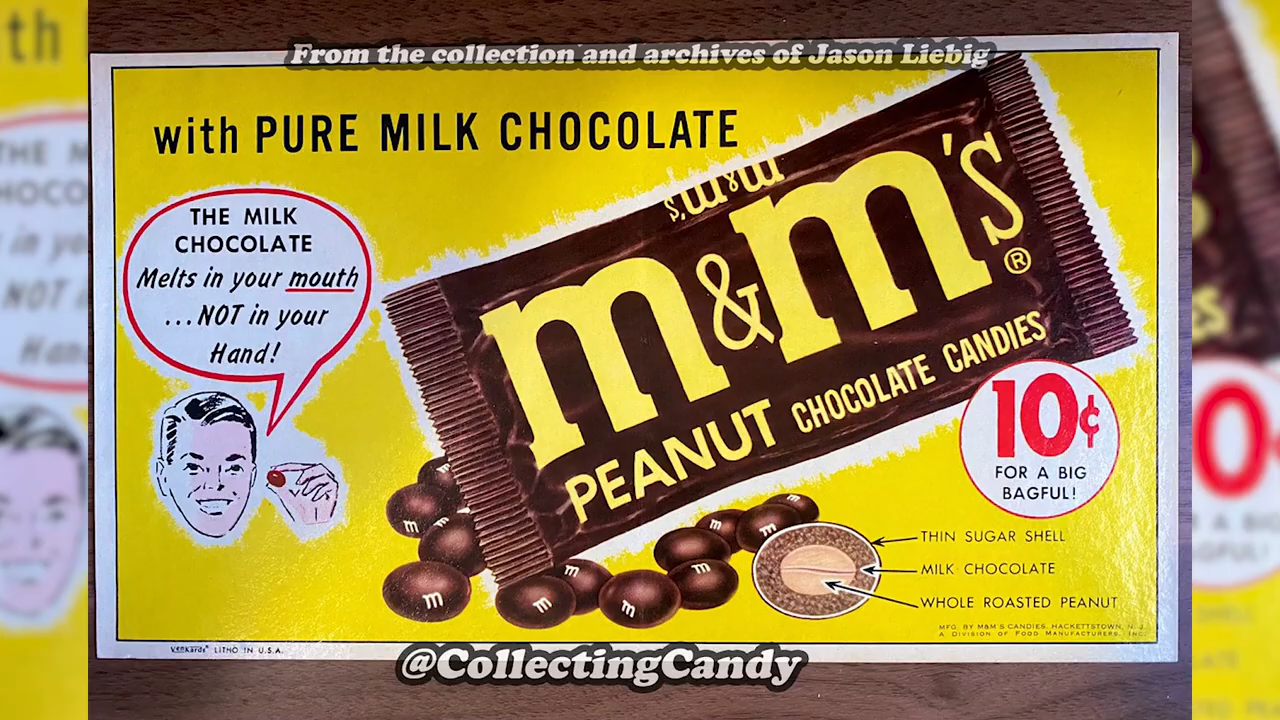 From the collection and archives of Jason Liebig
with PURE MILK CHOCOLATE
THE MILK
CHOCOLATE
Melts in your mouth
...NOT in your
Hand!
m&m's
m&m's®
PEANUT CHOCOLATE CANDIES
10¢
FOR A BIG
BAGFUL!
THIN SUGAR SHELL
MILK CHOCOLATE
WHOLE ROASTED PEANUT
MFG. BY M&M'S CANDIES, HACKETTSTOWN, N. J.
A DIVISION OF FOOD MANUFACTURERS, INC.
VenKards® LITHO IN U.S.A.
@CollectingCandy
m
m
m
m
m
m
m
m
m
m